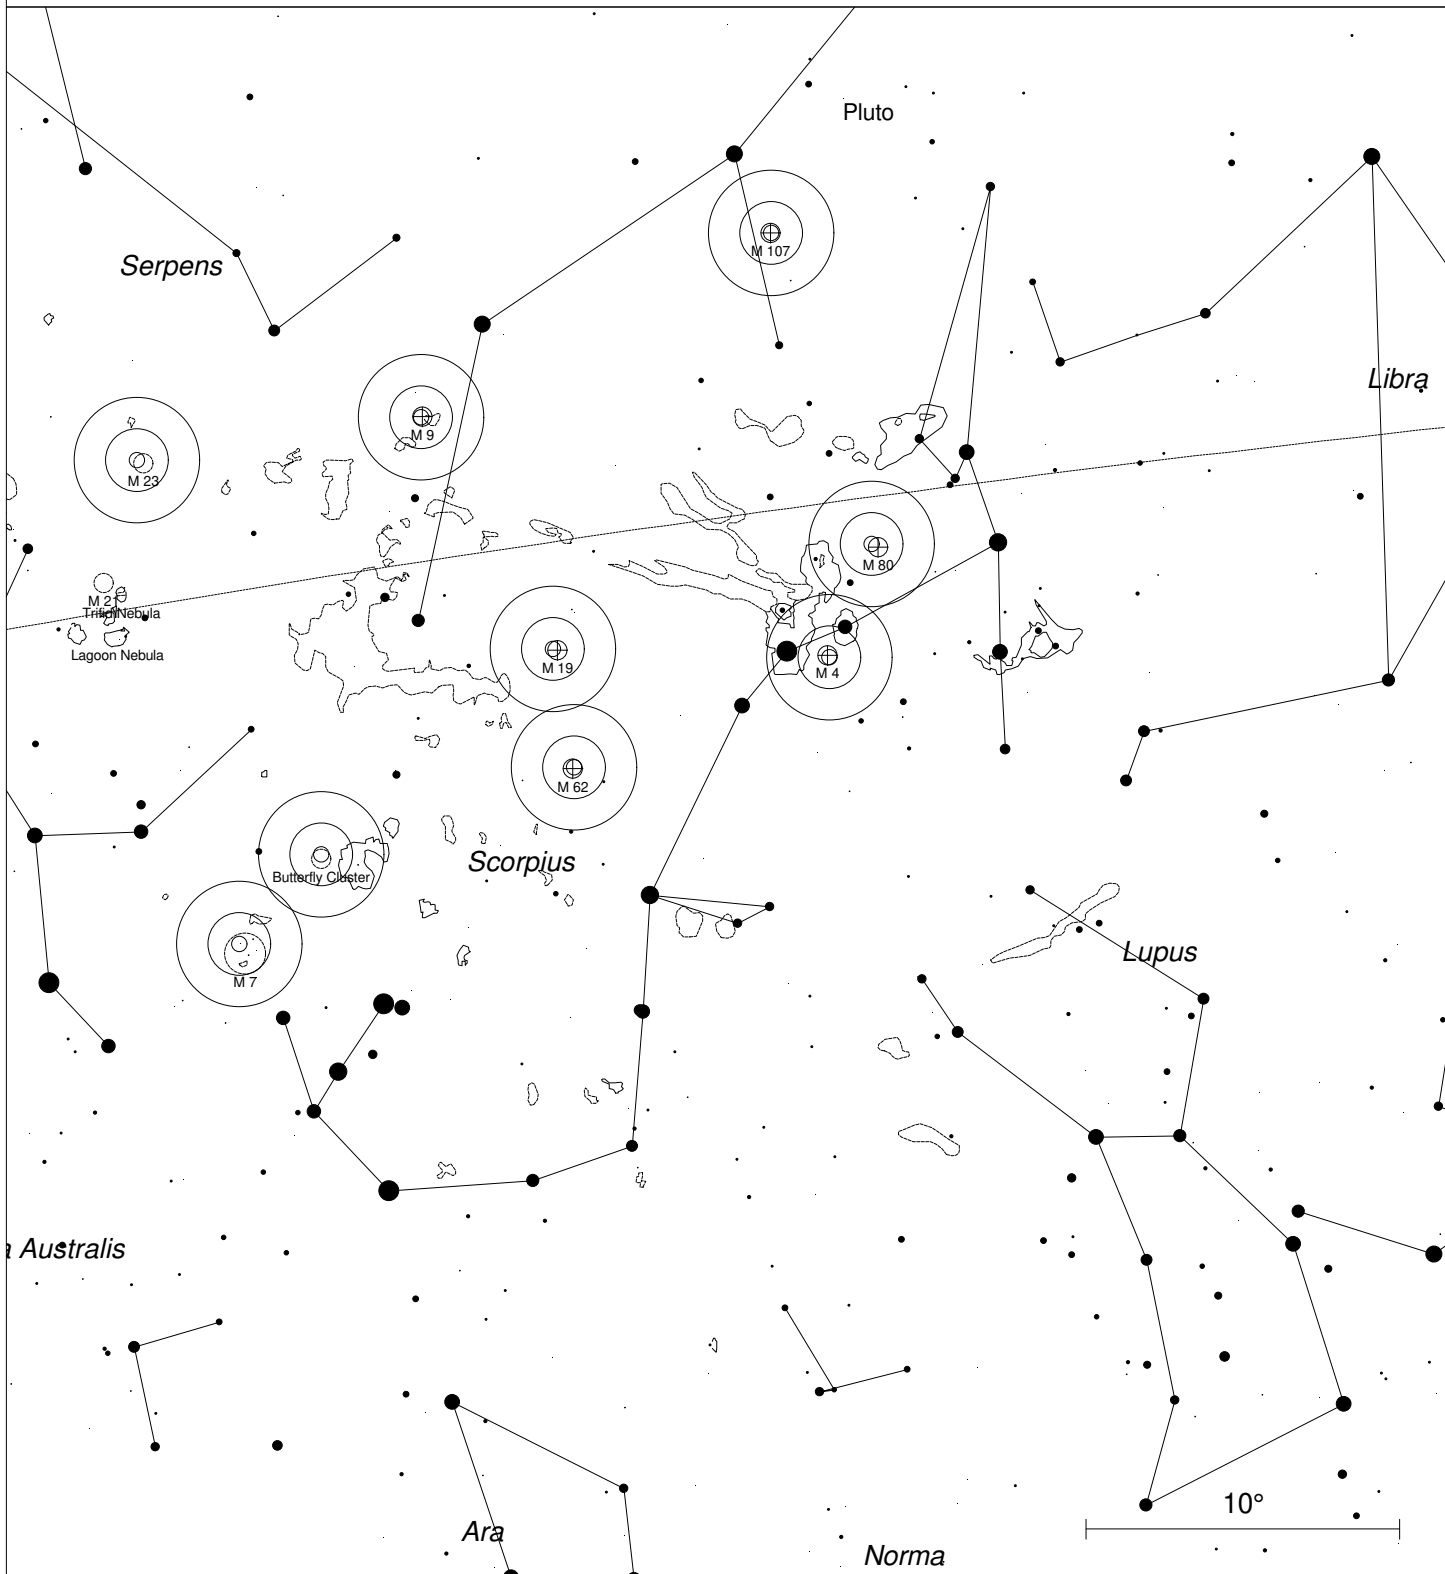 Pluto
M 107
Serpens
Libra
M 9
M 23
M 80
M 21
Trifid Nebula
Lagoon Nebula
M 19
M 4
M 62
Scorpius
Butterfly Cluster
Lupus
M 7
a Australis
10°
Ara
Norma